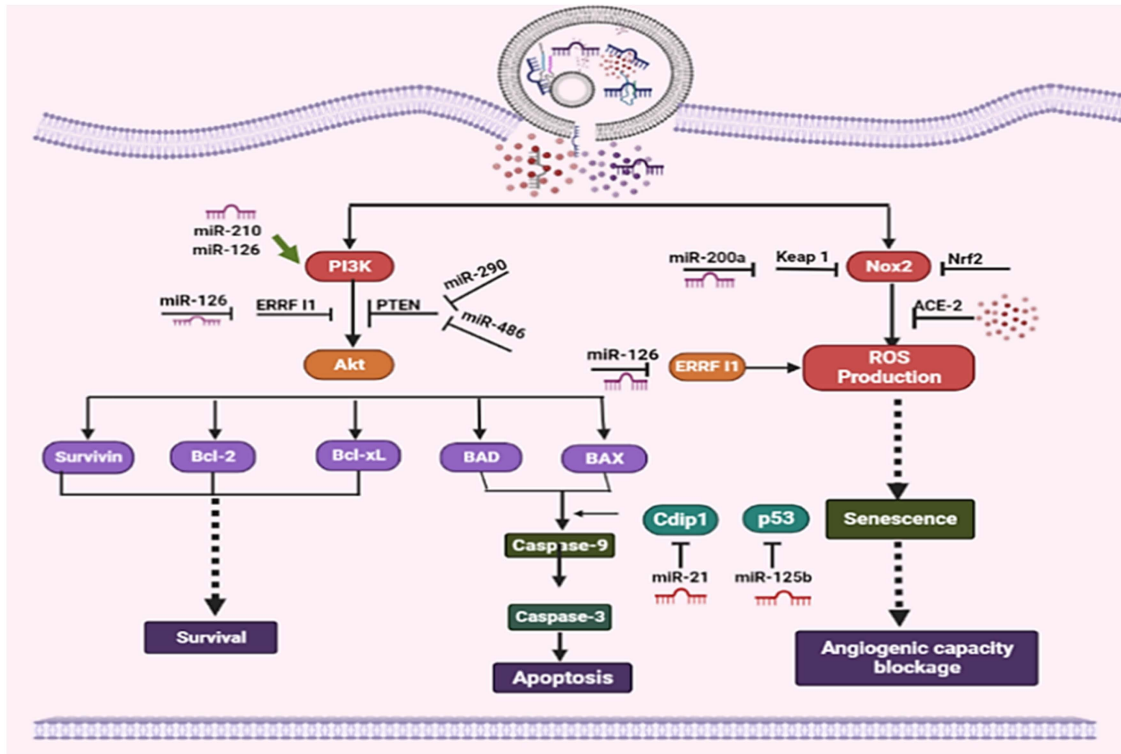 miR-210
miR-126
PI3K
miR-290
miR-200a
Keap 1
Nox2
Nrf2
miR-126
ERRF I1
PTEN
miR-486
ACE-2
Akt
miR-126
ERRF I1
ROS
Production
Survivin
Bcl-2
Bcl-xL
BAD
BAX
Cdip1
p53
Senescence
Caspase-9
miR-21
miR-125b
Caspase-3
Survival
Apoptosis
Angiogenic capacity
blockage